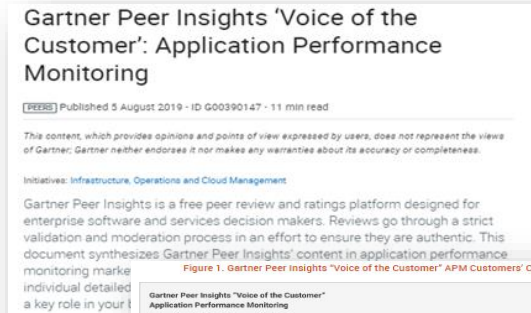 Gartner Peer Insights ‘Voice of the
Customer’: Application Performance
Monitoring
PEERS Published 5 August 2019 - ID G00390147 - 11 min read
This content, which provides opinions and points of view expressed by users, does not represent the views
of Gartner; Gartner neither endorses it nor makes any warranties about its accuracy or completeness.
Initiatives: Infrastructure, Operations and Cloud Management
Gartner Peer Insights is a free peer review and ratings platform designed for
enterprise software and services decision makers. Reviews go through a strict
validation and moderation process in an effort to ensure they are authentic. This
document synthesizes Gartner Peer Insights' content in application performance
monitoring marke
Figure 1. Gartner Peer Insights "Voice of the Customer" APM Customers' C
individual detailed
a key role in your
Gartner Peer Insights "Voice of the Customer"
Application Performance Monitoring